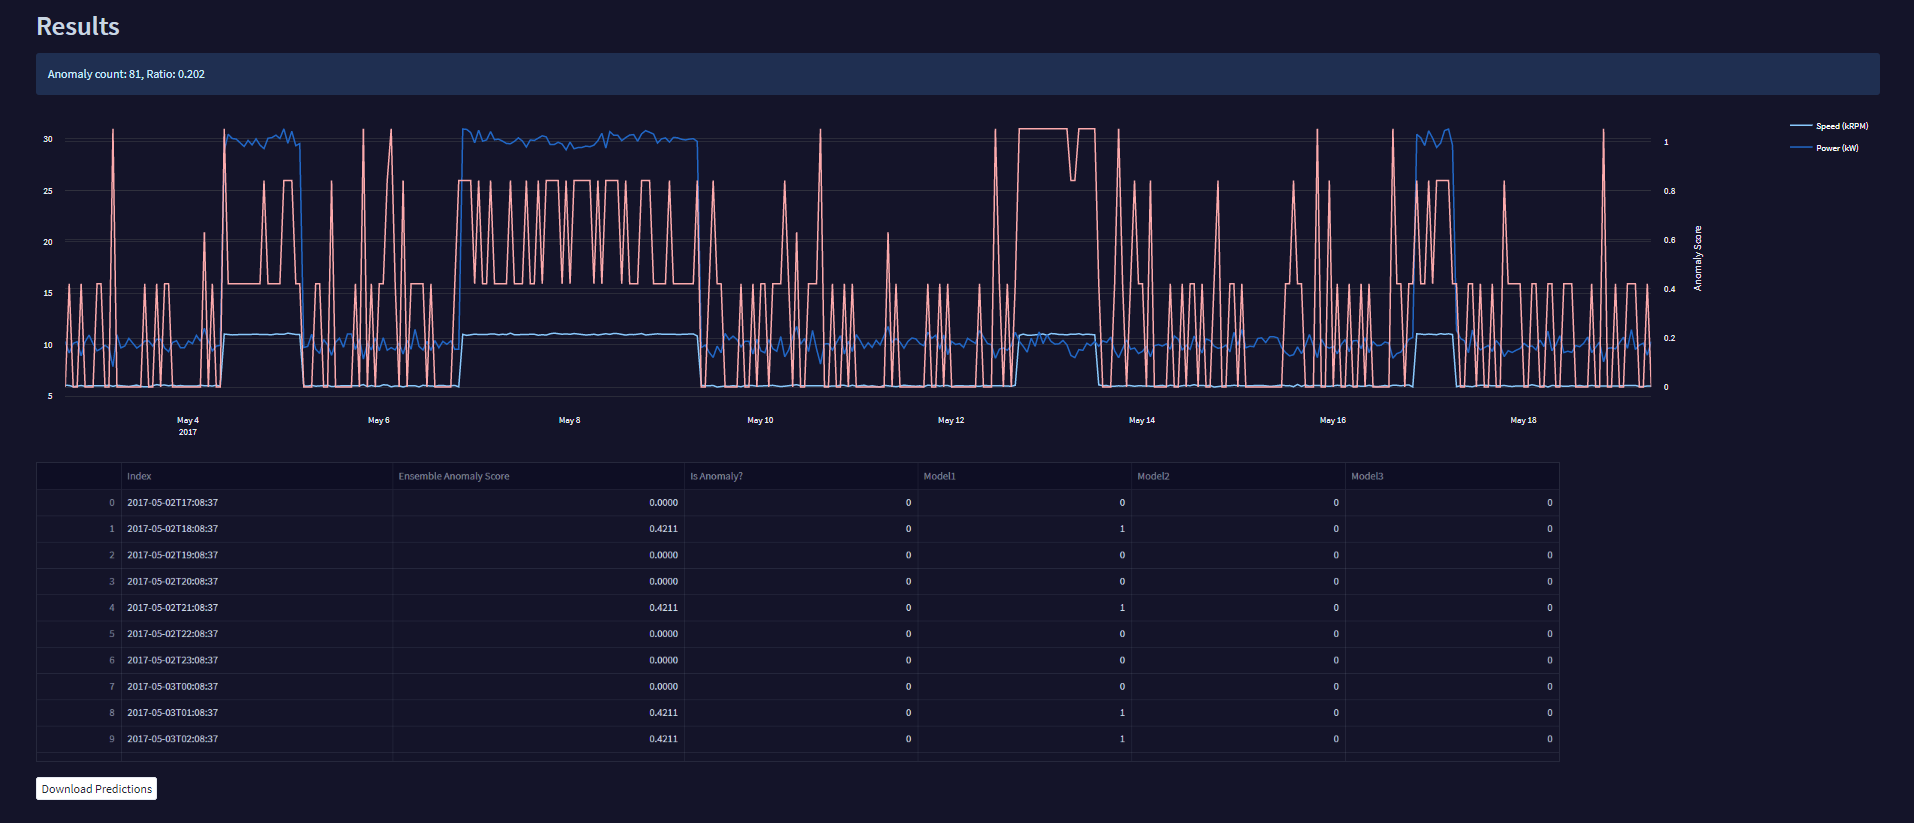 Results
Anomaly count: 81, Ratio: 0.202
30
25
20
15
10
5
1
0.8
0.6
0.4
0.2
0
Anomaly Score
Speed (kRPM)
Power (kW)
May 4
2017
May 6
May 8
May 10
May 12
May 14
May 16
May 18
Index Ensemble Anomaly Score Is Anomaly? Model1 Model2 Model3
0 2017-05-02T17:08:37 0.0000 0 0 0 0
1 2017-05-02T18:08:37 0.4211 0 1 0 0
2 2017-05-02T19:08:37 0.0000 0 0 0 0
3 2017-05-02T20:08:37 0.0000 0 0 0 0
4 2017-05-02T21:08:37 0.4211 0 1 0 0
5 2017-05-02T22:08:37 0.0000 0 0 0 0
6 2017-05-02T23:08:37 0.0000 0 0 0 0
7 2017-05-03T00:08:37 0.0000 0 0 0 0
8 2017-05-03T01:08:37 0.4211 0 1 0 0
9 2017-05-03T02:08:37 0.4211 0 1 0 0
Download Predictions